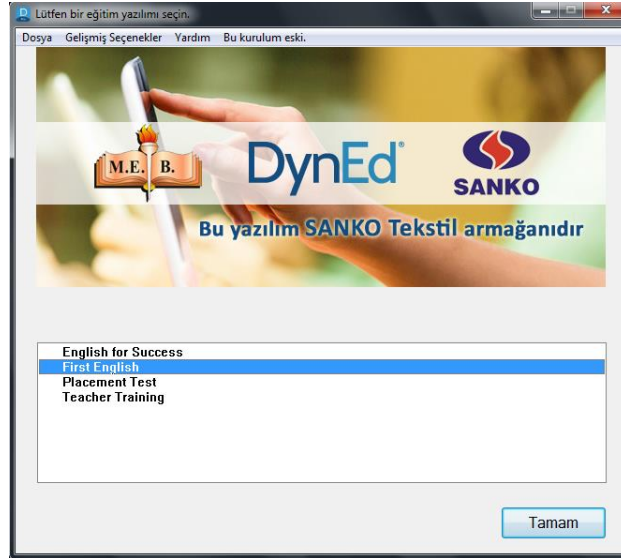 Lütfen bir eğitim yazılımı seçin.
Dosya Gelişmiş Seçenekler Yardım Bu kurulum eski.
M.E. B. DynEd SANKO
Bu yazılım SANKO Tekstil armağanıdır
English for Success
First English
Placement Test
Teacher Training
Tamam